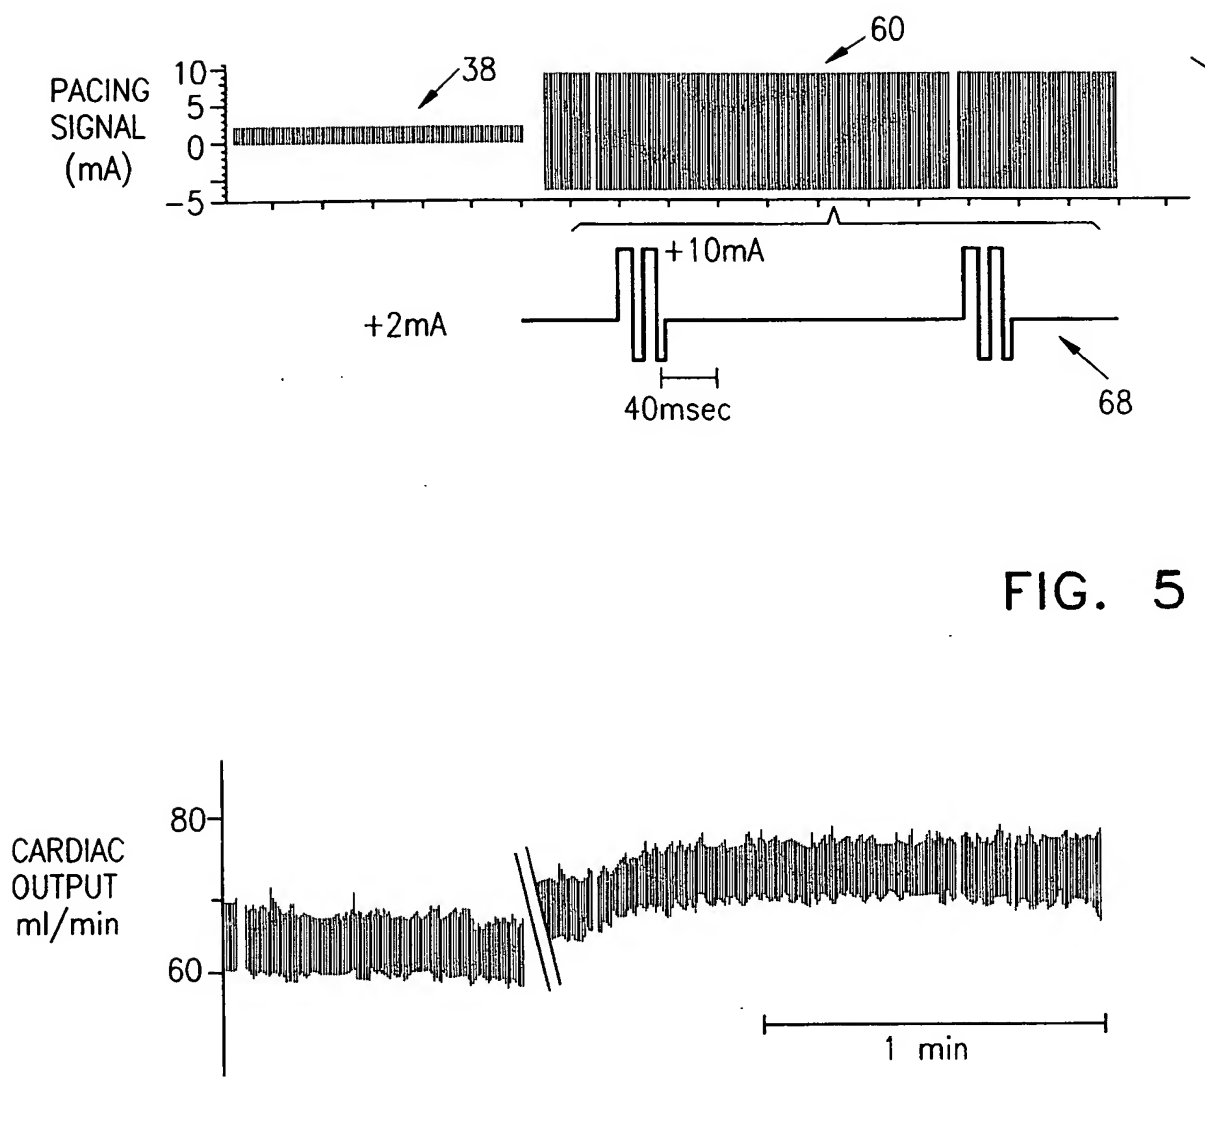 60
38
PACING
SIGNAL
(mA)
10
5
0
-5
+10mA
+2mA
40msec
68
FIG. 5
80
CARDIAC
OUTPUT
ml/min
60
1 min